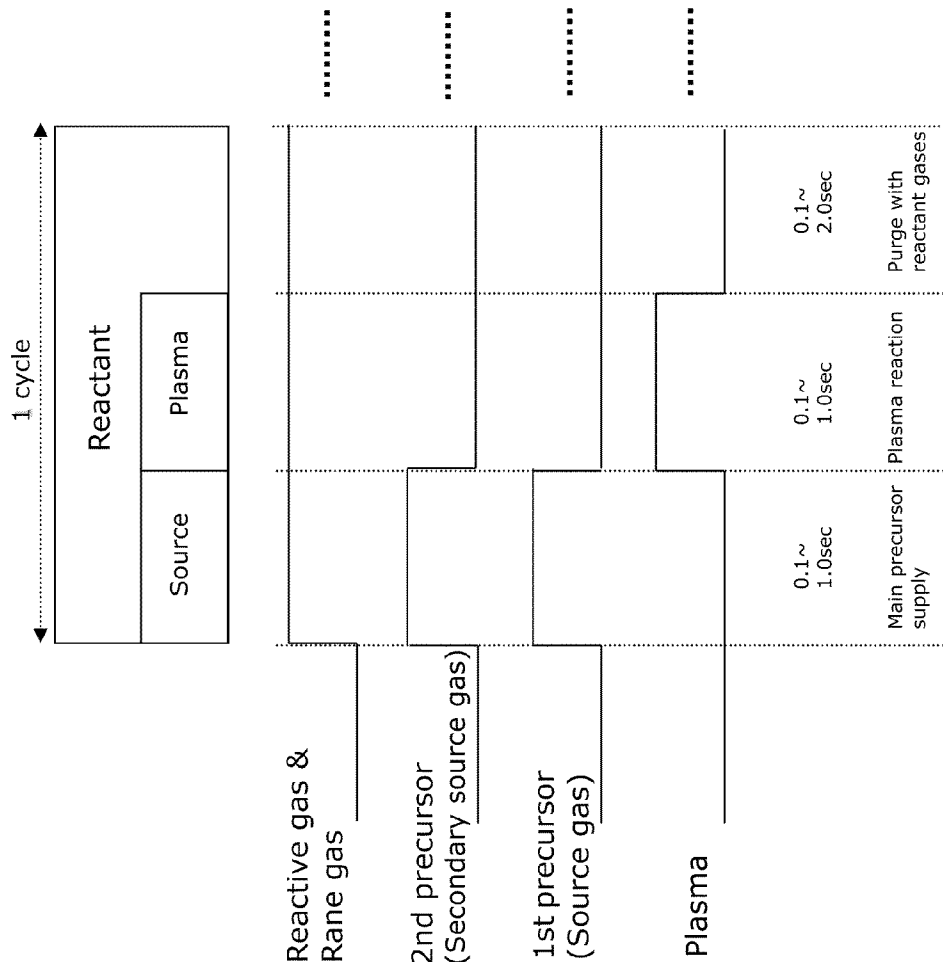 1 cycle
Reactant
Source
Plasma
Reactive gas &
Rane gas
2nd precursor
(Secondary source gas)
1st precursor
(Source gas)
Plasma
0.1~
1.0sec
0.1~
1.0sec
0.1~
2.0sec
Main precursor
supply
Plasma reaction
Purge with
reactant gases